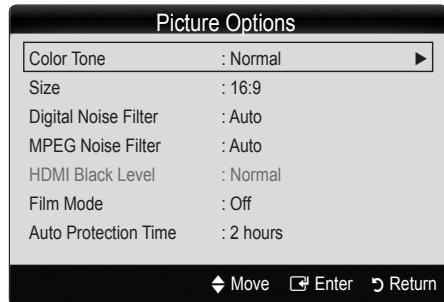 Picture Options
Color Tone : Normal ▶
Size : 16:9
Digital Noise Filter : Auto
MPEG Noise Filter : Auto
HDMI Black Level : Normal
Film Mode : Off
Auto Protection Time : 2 hours
Move Enter Return